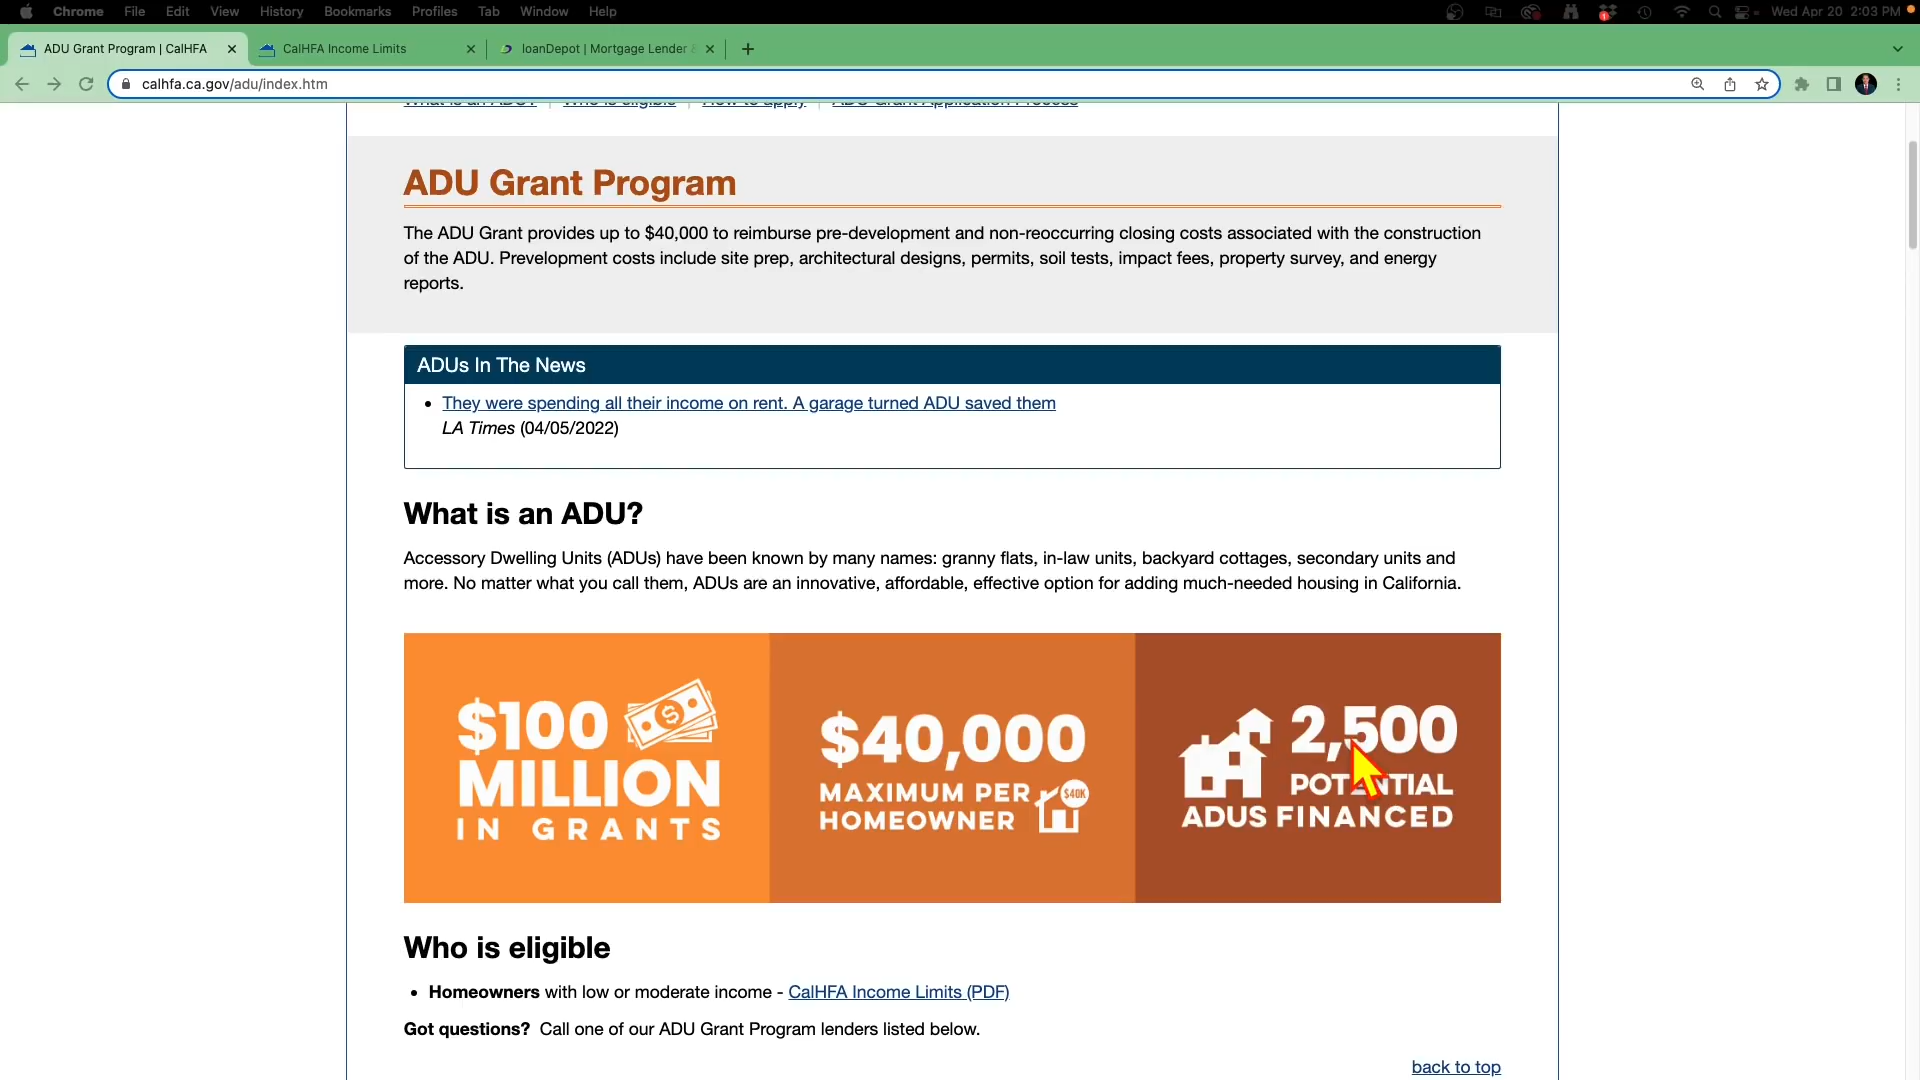 Chrome File Edit View History Bookmarks Profiles Tab Window Help Wed Apr 20 2:03 PM
ADU Grant Program | CalHFA CalHFA Income Limits loanDepot | Mortgage Lender
calhfa.ca.gov/adu/index.htm
What is an ADU? | Who is eligible | How to apply | ADU Grant Application Process
ADU Grant Program
The ADU Grant provides up to $40,000 to reimburse pre-development and non-reoccurring closing costs associated with the construction
of the ADU. Prevelopment costs include site prep, architectural designs, permits, soil tests, impact fees, property survey, and energy
reports.
ADUs In The News
• They were spending all their income on rent. A garage turned ADU saved them
LA Times (04/05/2022)
What is an ADU?
Accessory Dwelling Units (ADUs) have been known by many names: granny flats, in-law units, backyard cottages, secondary units and
more. No matter what you call them, ADUs are an innovative, affordable, effective option for adding much-needed housing in California.
$100
MILLION
IN GRANTS
$40,000
MAXIMUM PER
HOMEOWNER
$40K
2,500
POTENTIAL
ADUS FINANCED
Who is eligible
• Homeowners with low or moderate income - CalHFA Income Limits (PDF)
Got questions? Call one of our ADU Grant Program lenders listed below.
back to top